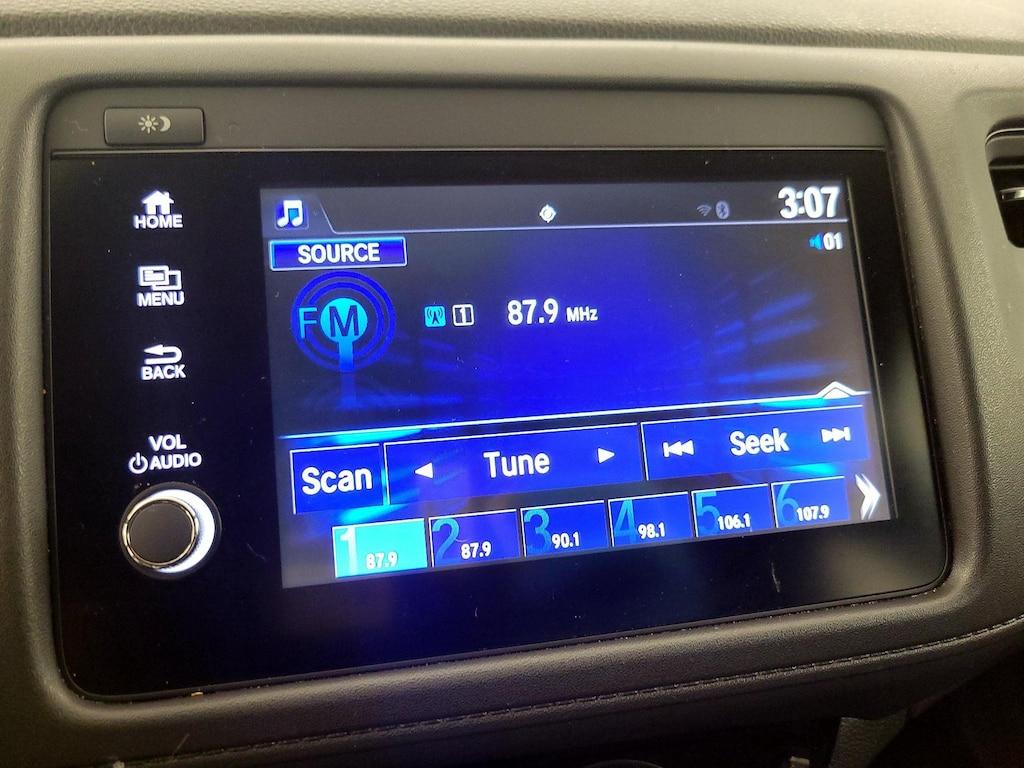 HOME
MENU
BACK
VOL
AUDIO
3:07
SOURCE
01
FM
1 87.9 MHz
Scan Tune Seek
1 87.9 2 87.9 3 90.1 4 98.1 5 106.1 6 107.9